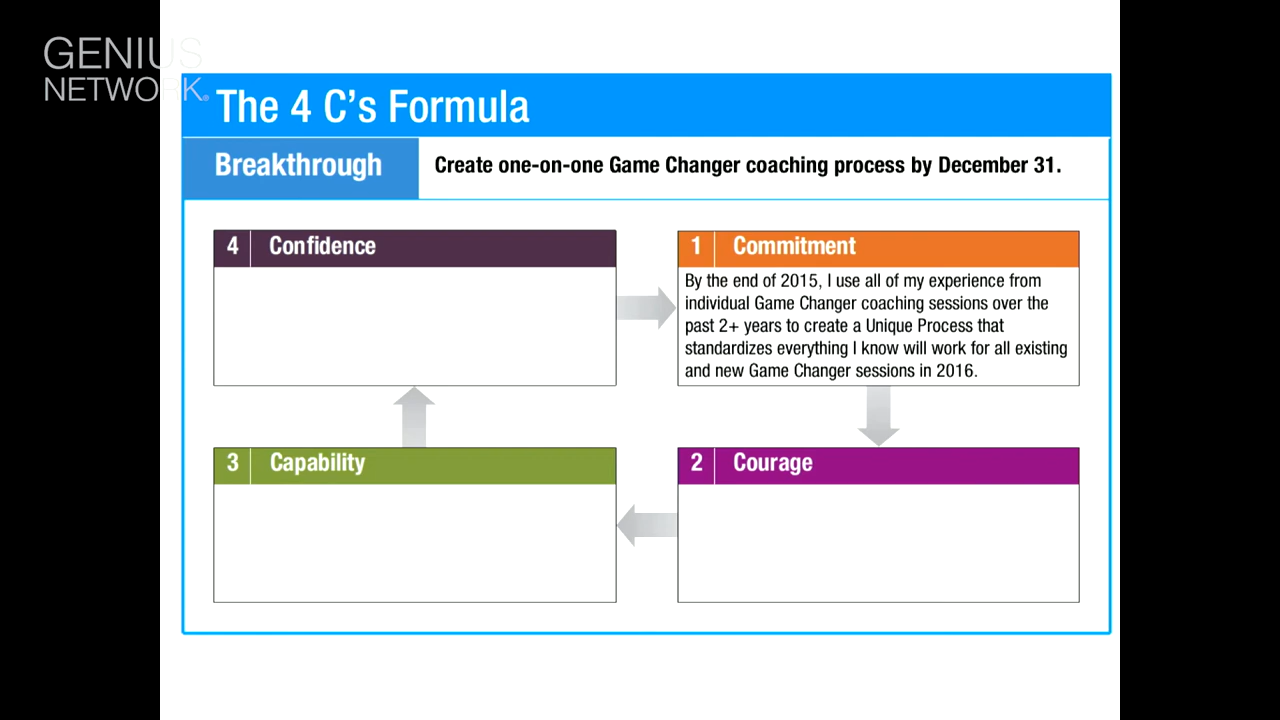 GENIUS
NETWORK®
The 4 C's Formula
Breakthrough
Create one-on-one Game Changer coaching process by December 31.
4 Confidence
1 Commitment
By the end of 2015, I use all of my experience from
individual Game Changer coaching sessions over the
past 2+ years to create a Unique Process that
standardizes everything I know will work for all existing
and new Game Changer sessions in 2016.
3 Capability
2 Courage